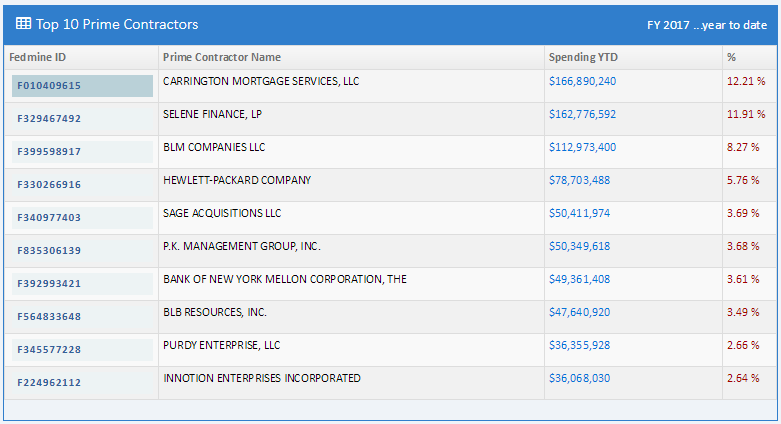 Top 10 Prime Contractors FY 2017 ...year to date
Fedmine ID Prime Contractor Name Spending YTD %
F010409615 CARRINGTON MORTGAGE SERVICES, LLC $166,890,240 12.21 %
F329467492 SELENE FINANCE, LP $162,776,592 11.91 %
F399598917 BLM COMPANIES LLC $112,973,400 8.27 %
F330266916 HEWLETT-PACKARD COMPANY $78,703,488 5.76 %
F340977403 SAGE ACQUISITIONS LLC $50,411,974 3.69 %
F835306139 P.K. MANAGEMENT GROUP, INC. $50,349,618 3.68 %
F392993421 BANK OF NEW YORK MELLON CORPORATION, THE $49,361,408 3.61 %
F564833648 BLB RESOURCES, INC. $47,640,920 3.49 %
F345577228 PURDY ENTERPRISE, LLC $36,355,928 2.66 %
F224962112 INNOTION ENTERPRISES INCORPORATED $36,068,030 2.64 %